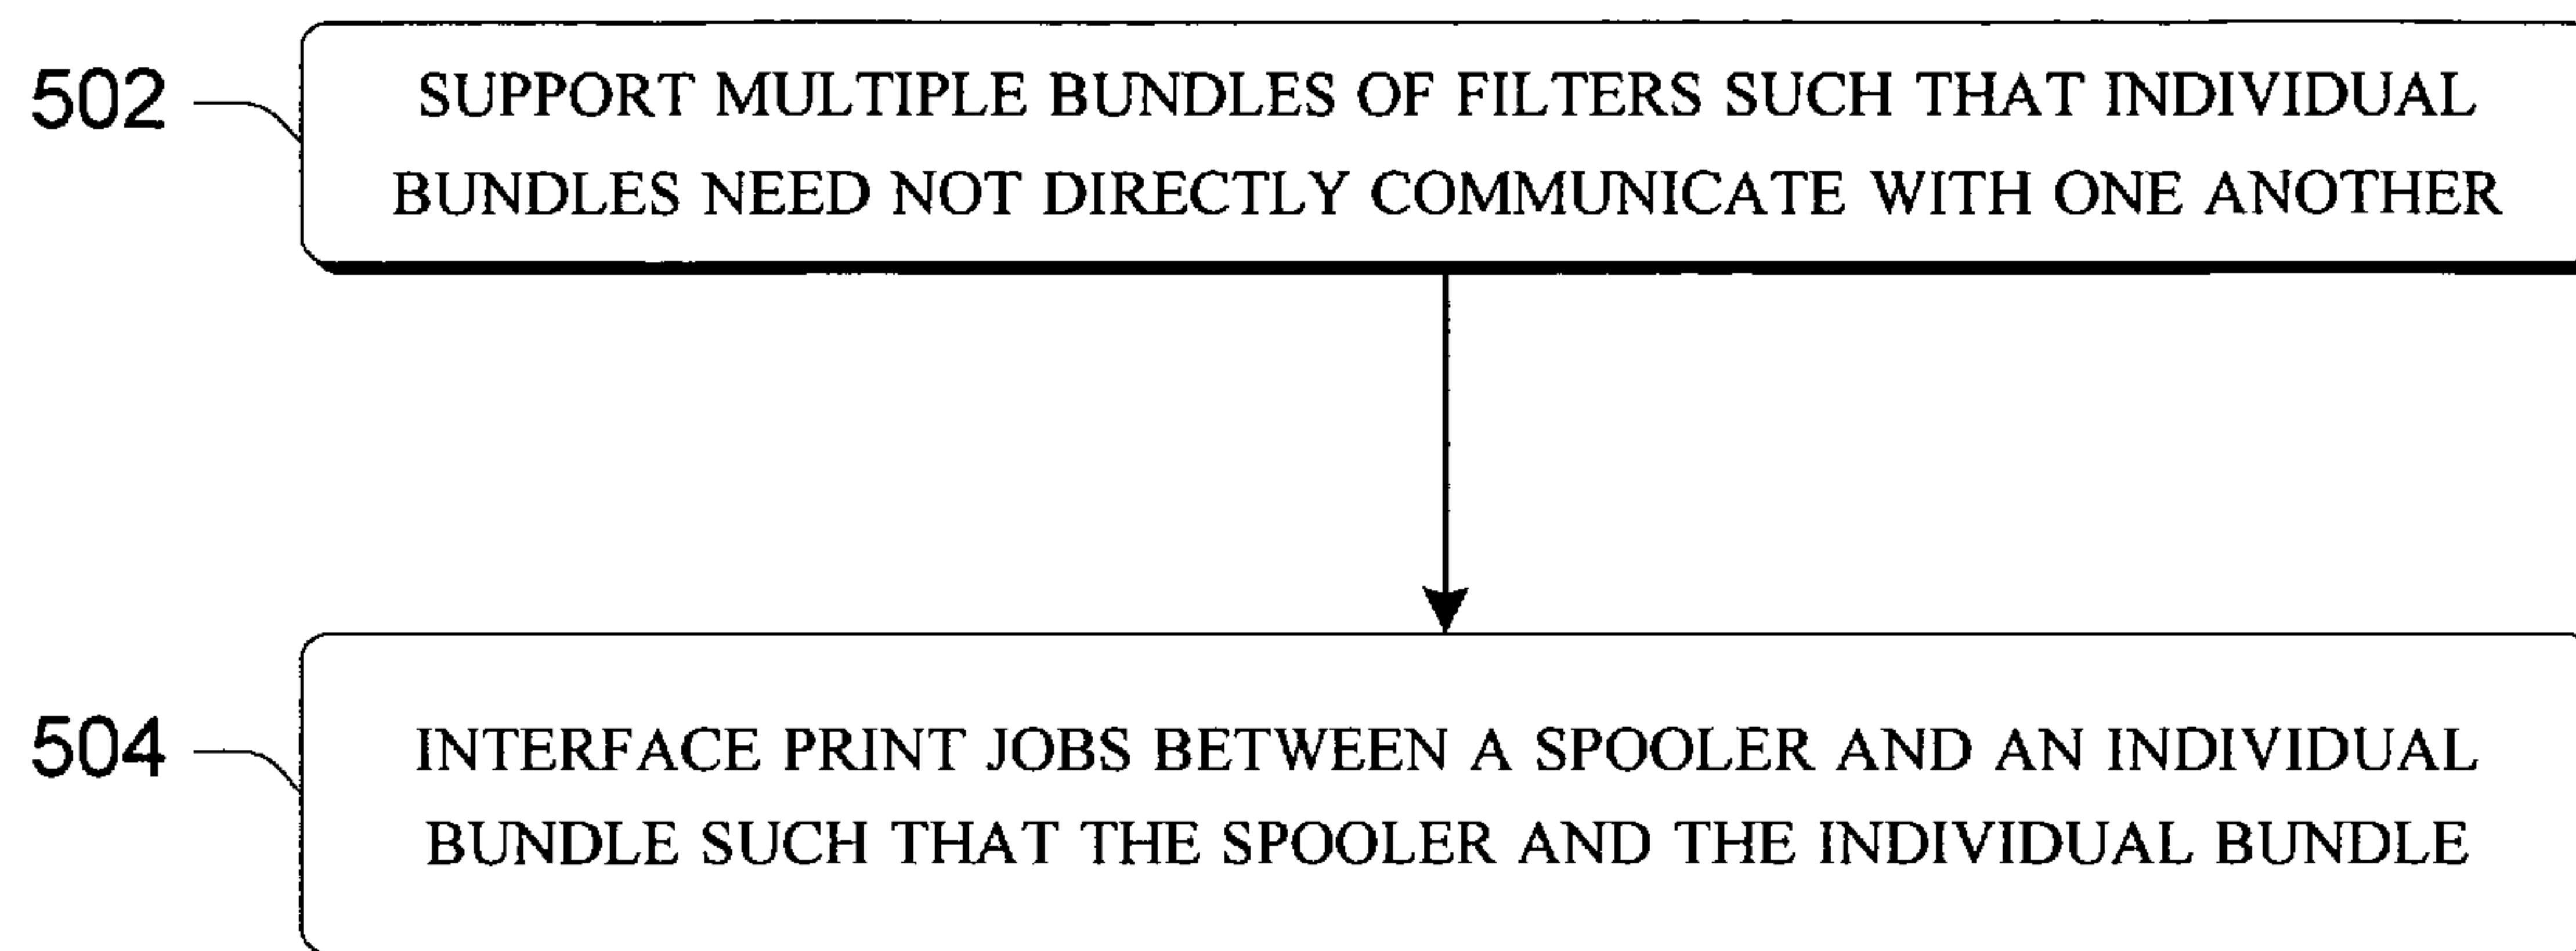 502
SUPPORT MULTIPLE BUNDLES OF FILTERS SUCH THAT INDIVIDUAL
BUNDLES NEED NOT DIRECTLY COMMUNICATE WITH ONE ANOTHER
504
INTERFACE PRINT JOBS BETWEEN A SPOOLER AND AN INDIVIDUAL
BUNDLE SUCH THAT THE SPOOLER AND THE INDIVIDUAL BUNDLE